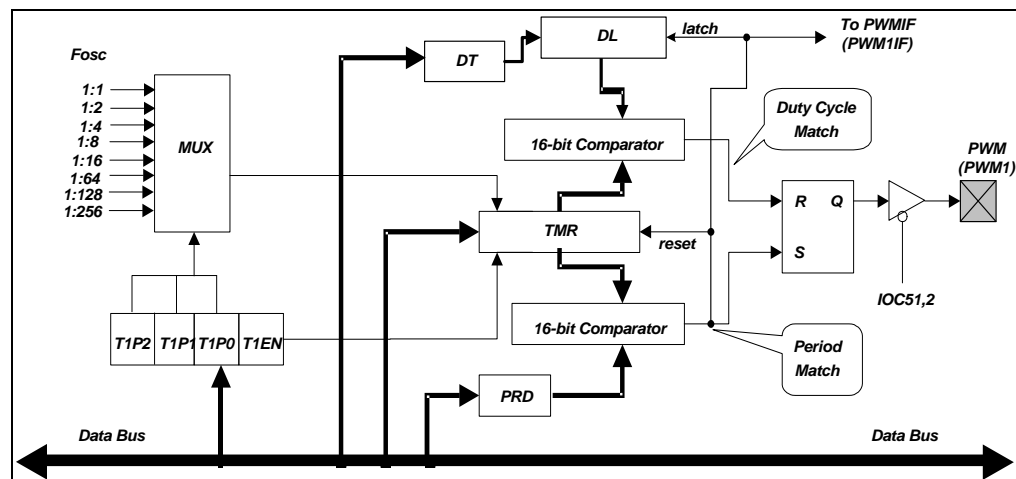 Fosc
1:1
1:2
1:4
1:8
1:16
1:64
1:128
1:256
MUX
T1P2 T1P1 T1P0 T1EN
DT
DL
latch
To PWMIF
(PWM1IF)
16-bit Comparator
Duty Cycle
Match
TMR
reset
16-bit Comparator
PRD
Period
Match
R Q
S
IOC51,2
PWM
(PWM1)
Data Bus
Data Bus